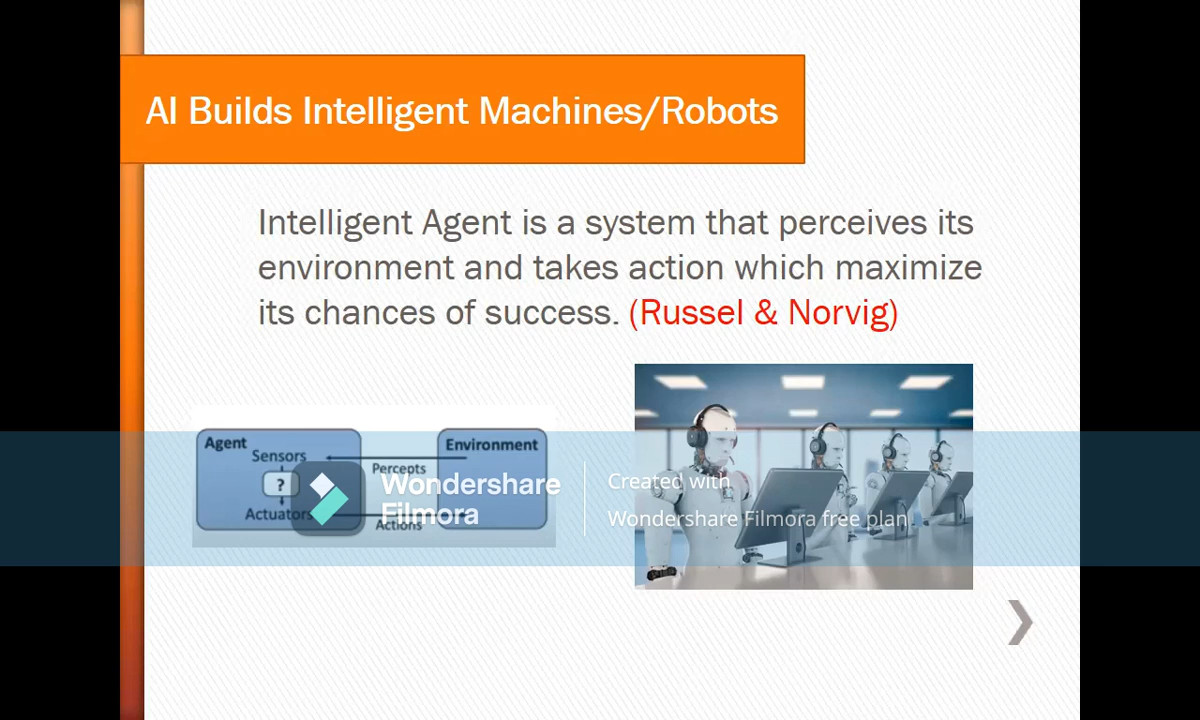 AI Builds Intelligent Machines/Robots
Intelligent Agent is a system that perceives its
environment and takes action which maximize
its chances of success. (Russel & Norvig)
Agent
Sensors
?
Actuators
Percepts
Actions
Environment
Wondershare
Filmora
Created with
Wondershare Filmora free plan